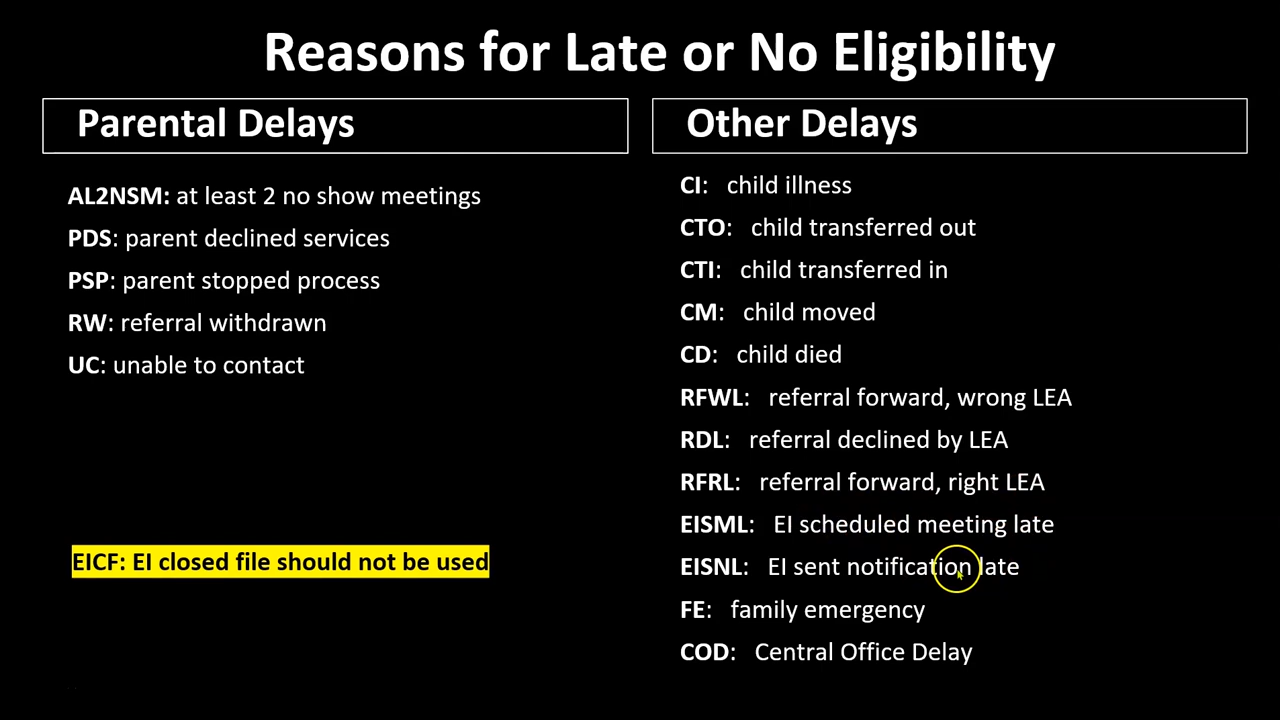 Reasons for Late or No Eligibility
Parental Delays
AL2NSM: at least 2 no show meetings
PDS: parent declined services
PSP: parent stopped process
RW: referral withdrawn
UC: unable to contact
EICF: EI closed file should not be used
Other Delays
CI: child illness
CTO: child transferred out
CTI: child transferred in
CM: child moved
CD: child died
RFWL: referral forward, wrong LEA
RDL: referral declined by LEA
RFRL: referral forward, right LEA
EISML: EI scheduled meeting late
EISNL: EI sent notification late
FE: family emergency
COD: Central Office Delay